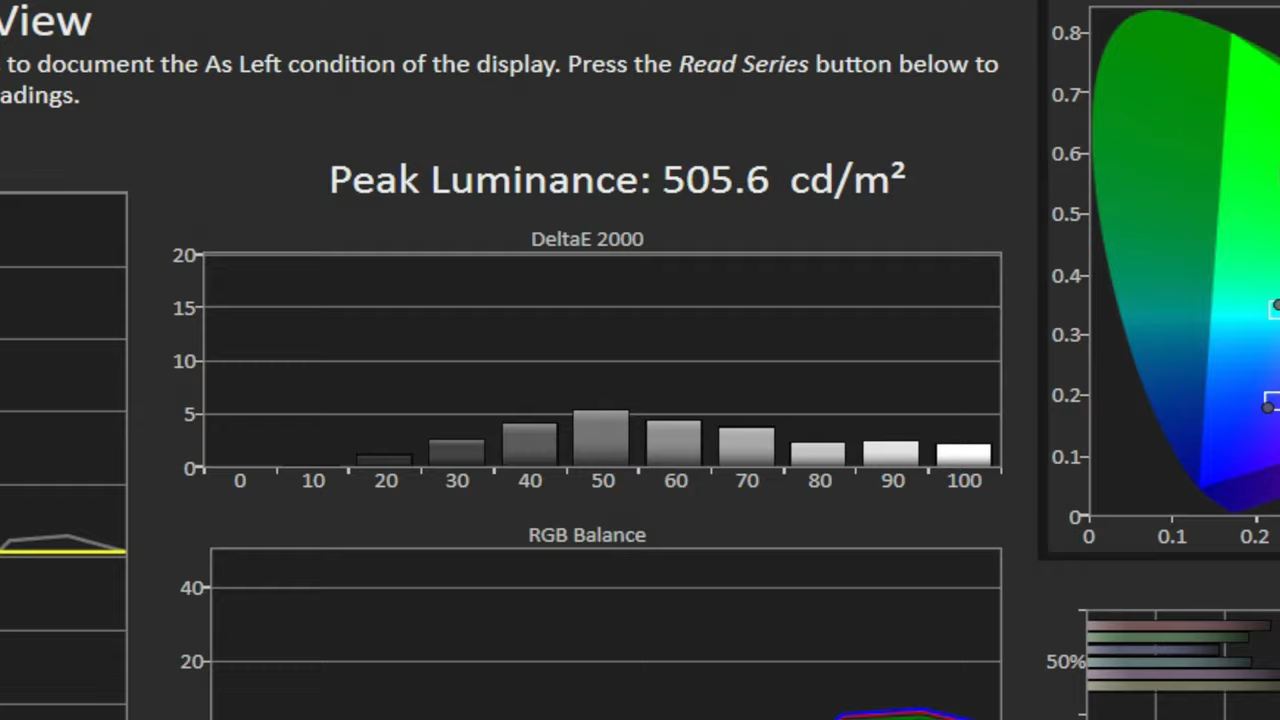 View
to document the As Left condition of the display. Press the Read Series button below to
adings.
Peak Luminance: 505.6 cd/m²
DeltaE 2000
20
15
10
5
0
0 10 20 30 40 50 60 70 80 90 100
RGB Balance
40
20
0.8
0.7
0.6
0.5
0.4
0.3
0.2
0.1
0
0 0.1 0.2
50%